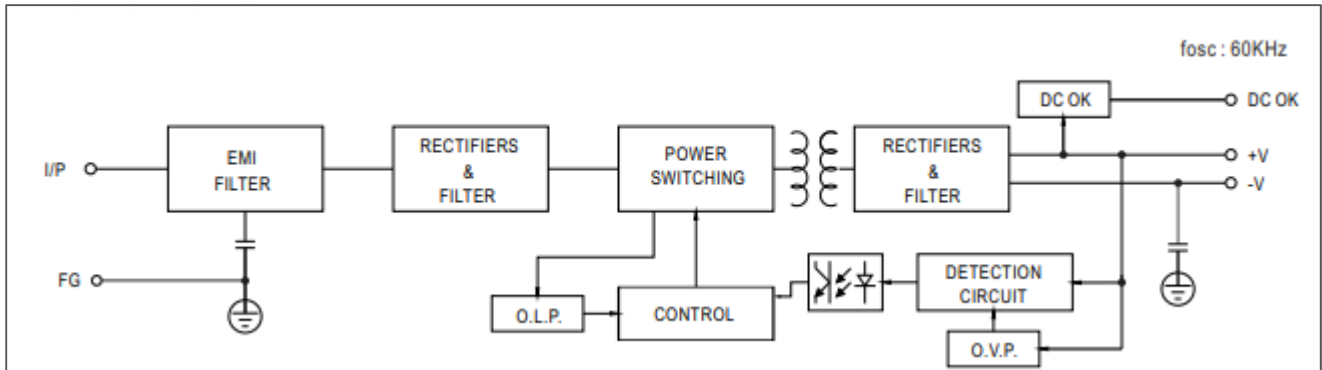 fosc : 60KHz
DC OK
DC OK
I/P
EMI
FILTER
RECTIFIERS
&
FILTER
POWER
SWITCHING
RECTIFIERS
&
FILTER
+V
-V
FG
O.L.P.
CONTROL
DETECTION
CIRCUIT
O.V.P.